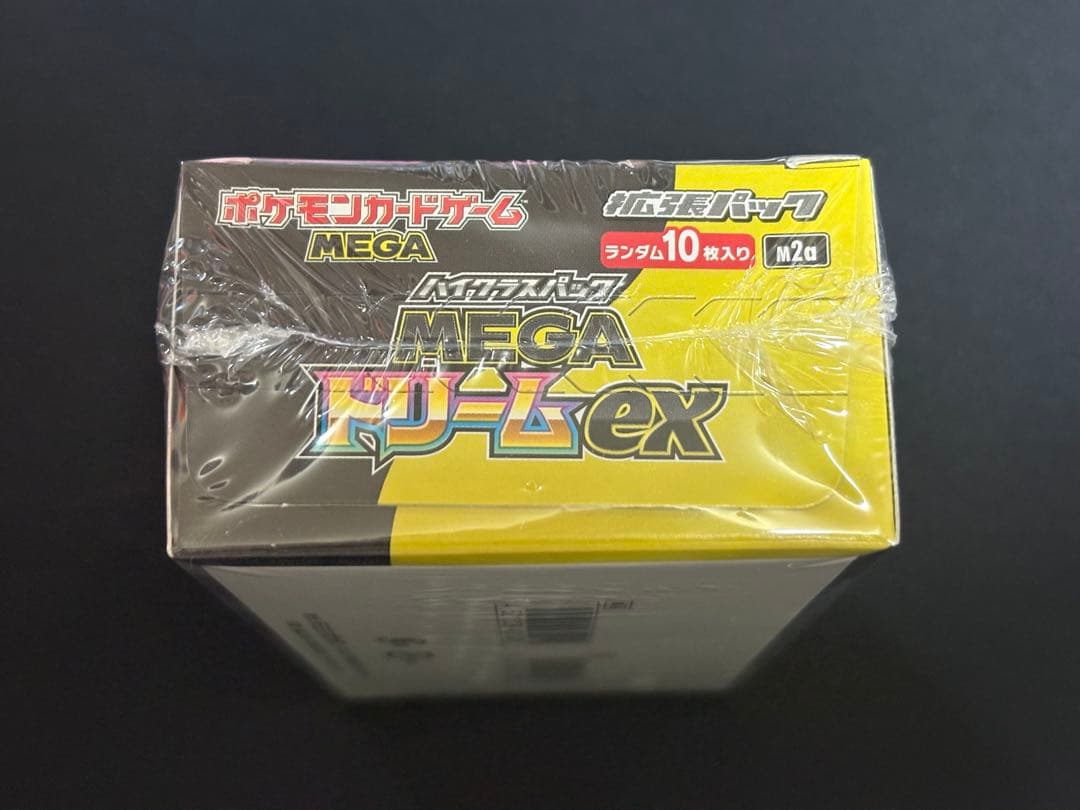 ポケモンカードゲーム
MEGA
拡張パック
ランダム10枚入り
M2a
ハイクラスパック
MEGA
ドリームex